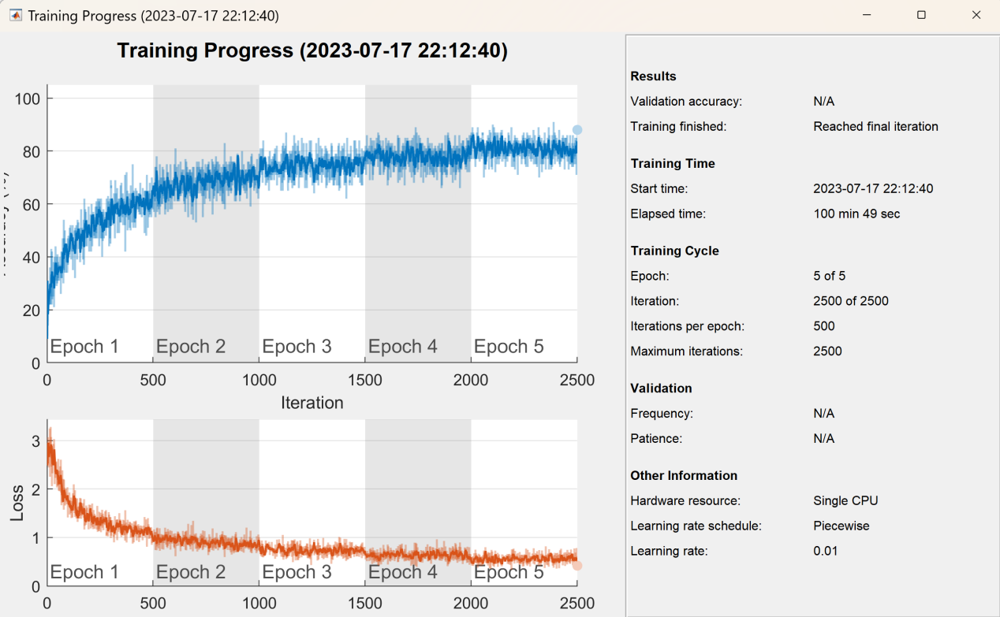 Training Progress (2023-07-17 22:12:40)
Training Progress (2023-07-17 22:12:40)
100
80
60
40
20
0
Epoch 1 Epoch 2 Epoch 3 Epoch 4 Epoch 5
0 500 1000 1500 2000 2500
Iteration
Loss
3
2
1
0
Epoch 1 Epoch 2 Epoch 3 Epoch 4 Epoch 5
0 500 1000 1500 2000 2500
Results
Validation accuracy: N/A
Training finished: Reached final iteration
Training Time
Start time: 2023-07-17 22:12:40
Elapsed time: 100 min 49 sec
Training Cycle
Epoch: 5 of 5
Iteration: 2500 of 2500
Iterations per epoch: 500
Maximum iterations: 2500
Validation
Frequency: N/A
Patience: N/A
Other Information
Hardware resource: Single CPU
Learning rate schedule: Piecewise
Learning rate: 0.01